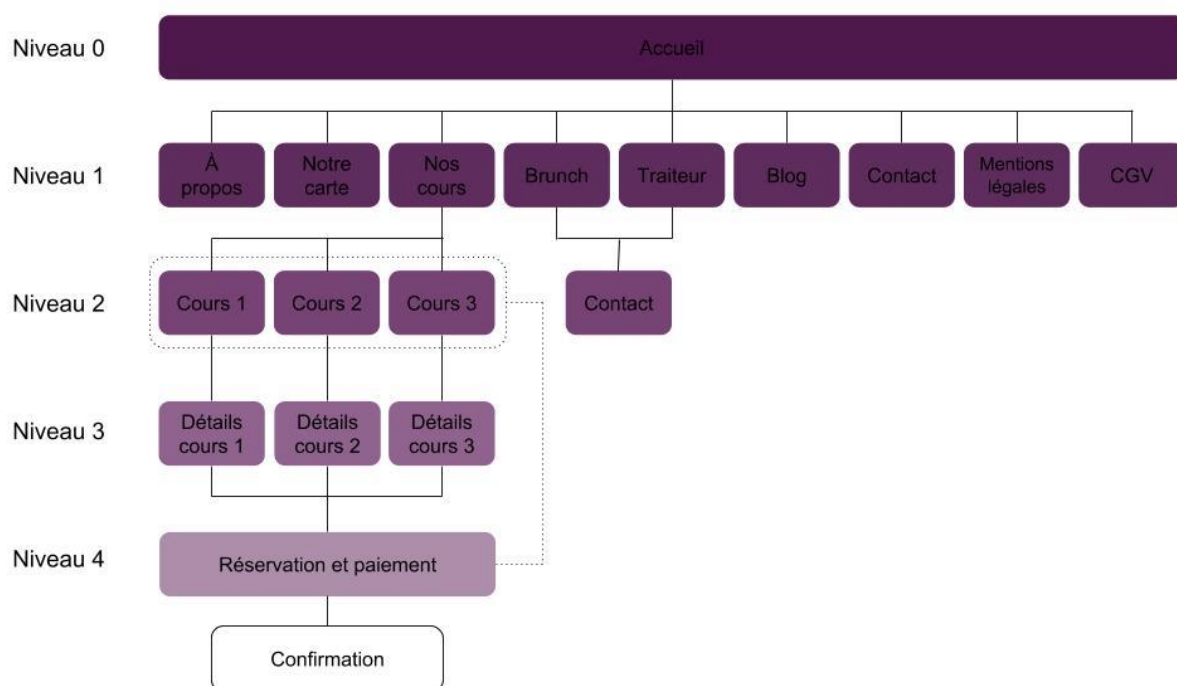 Niveau 0
Accueil
Niveau 1
À
propos
Notre
carte
Nos
cours
Brunch
Traiteur
Blog
Contact
Mentions
légales
CGV
Niveau 2
Cours 1
Cours 2
Cours 3
Contact
Niveau 3
Détails
cours 1
Détails
cours 2
Détails
cours 3
Niveau 4
Réservation et paiement
Confirmation